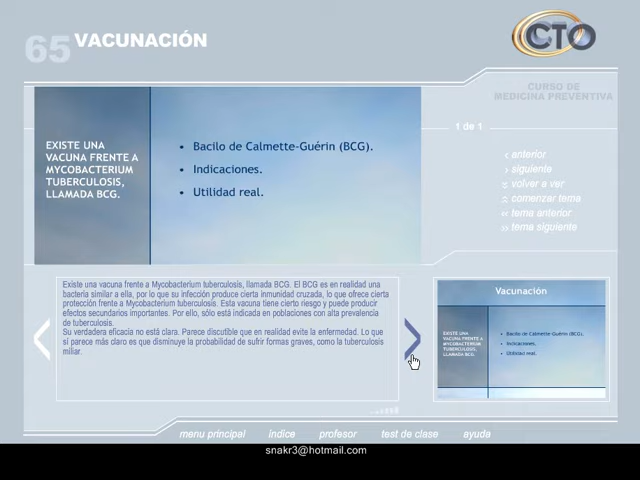 65 VACUNACIÓN
CTO
CURSO DE
MEDICINA PREVENTIVA
1 de 1
EXISTE UNA
VACUNA FRENTE A
MYCOBACTERIUM
TUBERCULOSIS,
LLAMADA BCG.
• Bacilo de Calmette-Guérin (BCG).
• Indicaciones.
• Utilidad real.
‹ anterior
› siguiente
volver a ver
comenzar tema
‹‹ tema anterior
›› tema siguiente
Existe una vacuna frente a Mycobacterium tuberculosis, llamada BCG. El BCG es en realidad una
bacteria similar a ella, por lo que su infección produce cierta inmunidad cruzada, lo que ofrece cierta
protección frente a Mycobacterium tuberculosis. Esta vacuna tiene cierto riesgo y puede producir
efectos secundarios importantes. Por ello, sólo está indicada en poblaciones con alta prevalencia
de tuberculosis.
Su verdadera eficacia no está clara. Parece discutible que en realidad evite la enfermedad. Lo que
sí parece más claro es que disminuye la probabilidad de sufrir formas graves, como la tuberculosis
miliar.
Vacunación
EXISTE UNA
VACUNA FRENTE A
MYCOBACTERIUM
TUBERCULOSIS,
LLAMADA BCG.
• Bacilo de Calmette-Guérin (BCG).
• Indicaciones.
• Utilidad real.
menu principal indice profesor test de clase ayuda
snakr3@hotmail.com